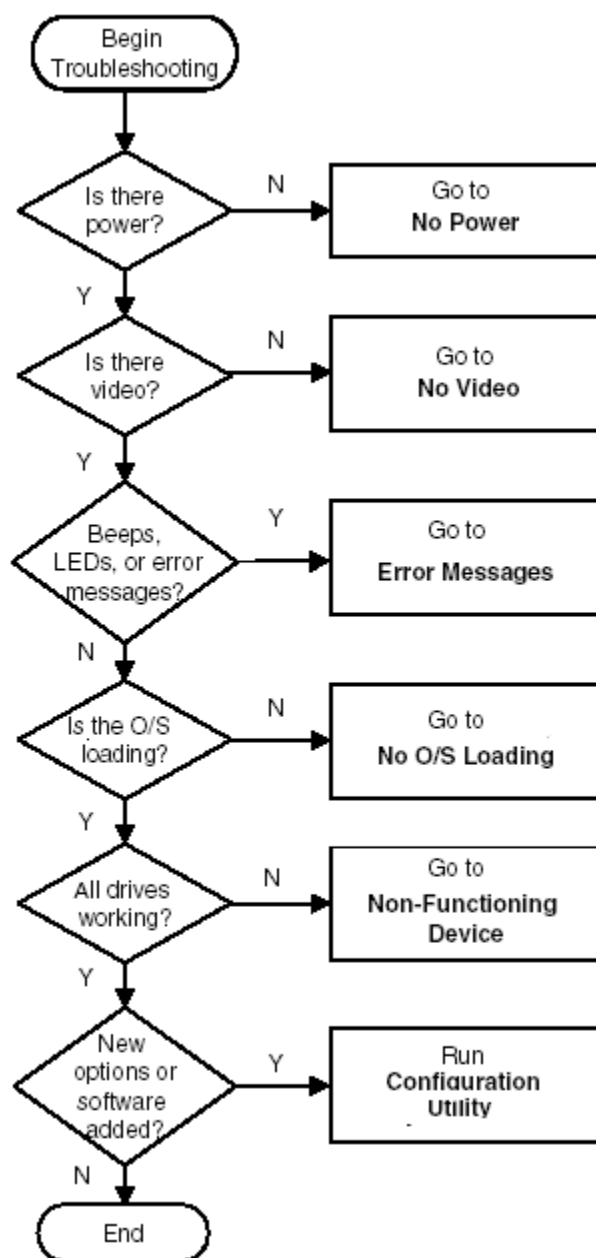 Begin
Troubleshooting
Is there
power?
N
Go to
No Power
Y
Is there
video?
N
Go to
No Video
Y
Beeps,
LEDs, or error
messages?
Y
Go to
Error Messages
N
Is the O/S
loading?
N
Go to
No O/S Loading
Y
All drives
working?
N
Go to
Non-Functioning
Device
Y
New
options or
software
added?
Y
Run
Configuration
Utility
N
End